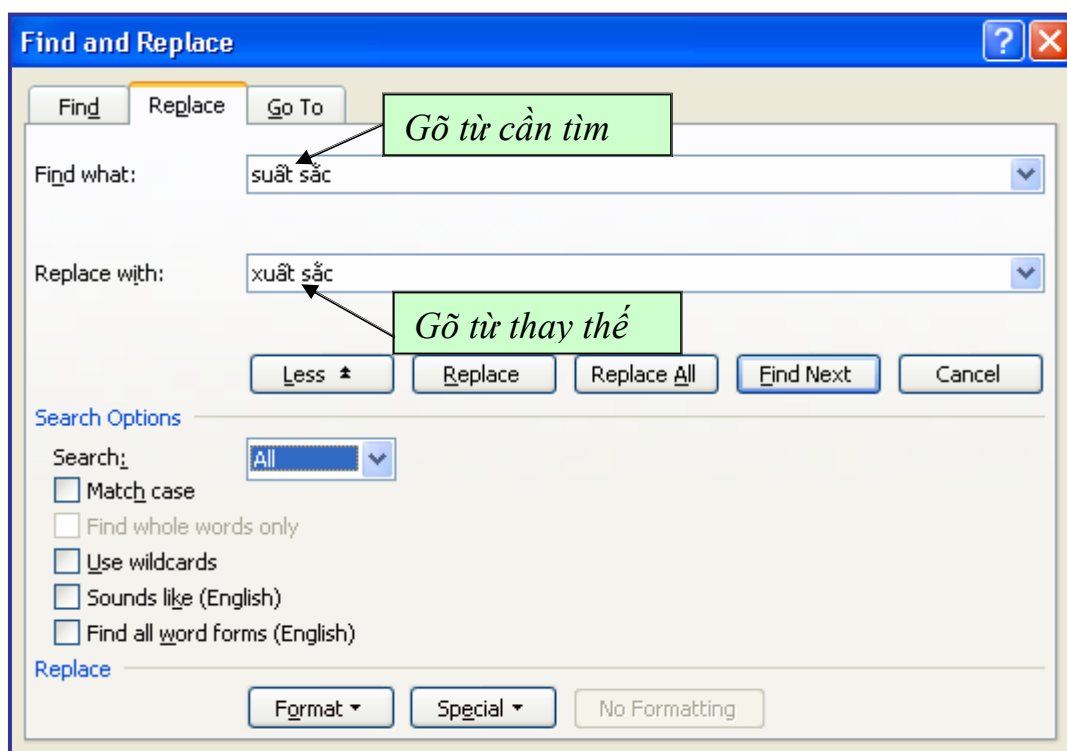 Find and Replace
Find Replace Go To
Gõ từ cần tìm
Find what: suất sắc
Replace with: xuất sắc
Gõ từ thay thế
Less Replace Replace All Find Next Cancel
Search Options
Search: All
Match case
Find whole words only
Use wildcards
Sounds like (English)
Find all word forms (English)
Replace
Format Special No Formatting